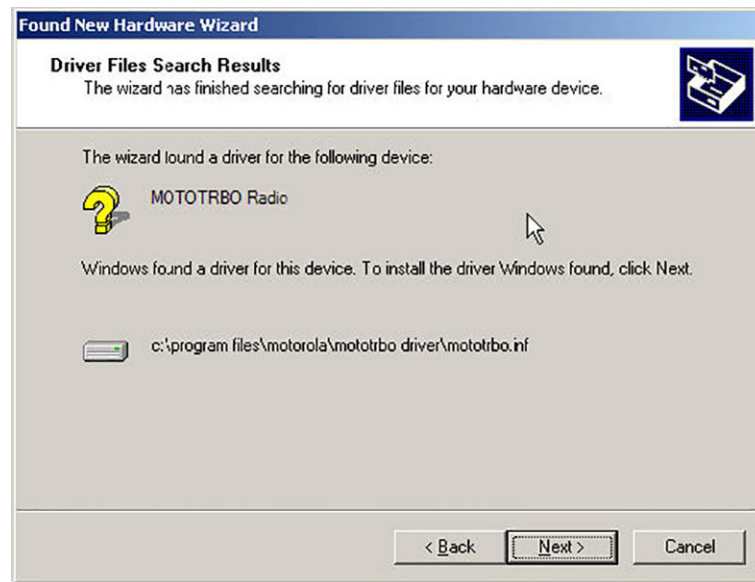 Found New Hardware Wizard
Driver Files Search Results
The wizard has finished searching for driver files for your hardware device.
The wizard found a driver for the following device:
MOTOTRBO Radio
Windows found a driver for this device. To install the driver Windows found, click Next.
c:\program files\motorola\mototrbo driver\mototrbo.inf
< Back
Next >
Cancel